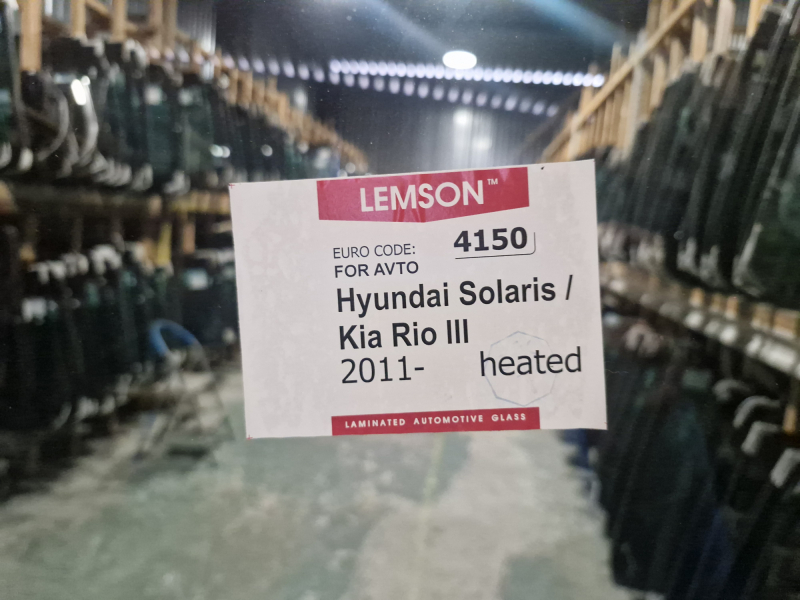 LEMSON™
EURO CODE: 4150
FOR AVTO
Hyundai Solaris /
Kia Rio III
2011- heated
LAMINATED AUTOMOTIVE GLASS